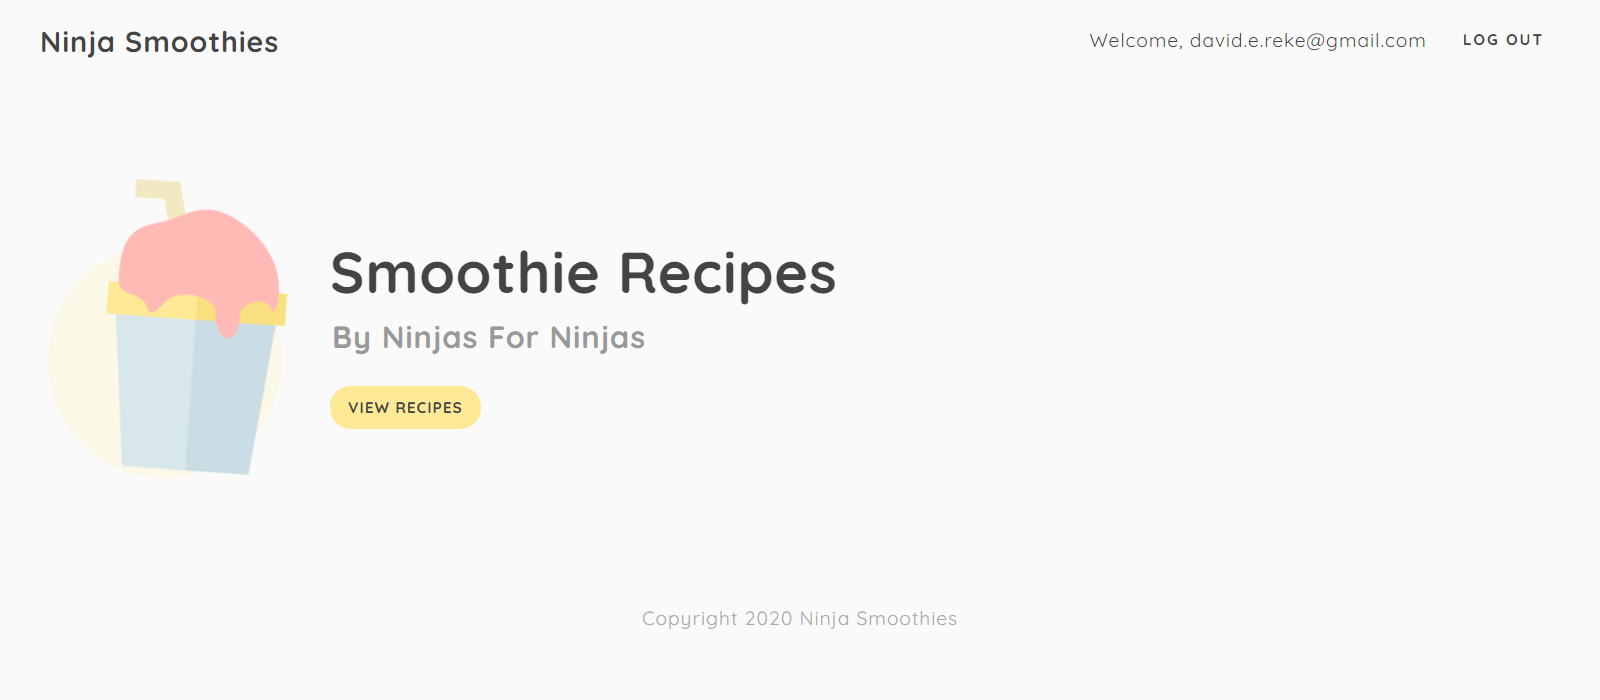 Ninja Smoothies
Welcome, david.e.reke@gmail.com
LOG OUT
Smoothie Recipes
By Ninjas For Ninjas
VIEW RECIPES
Copyright 2020 Ninja Smoothies